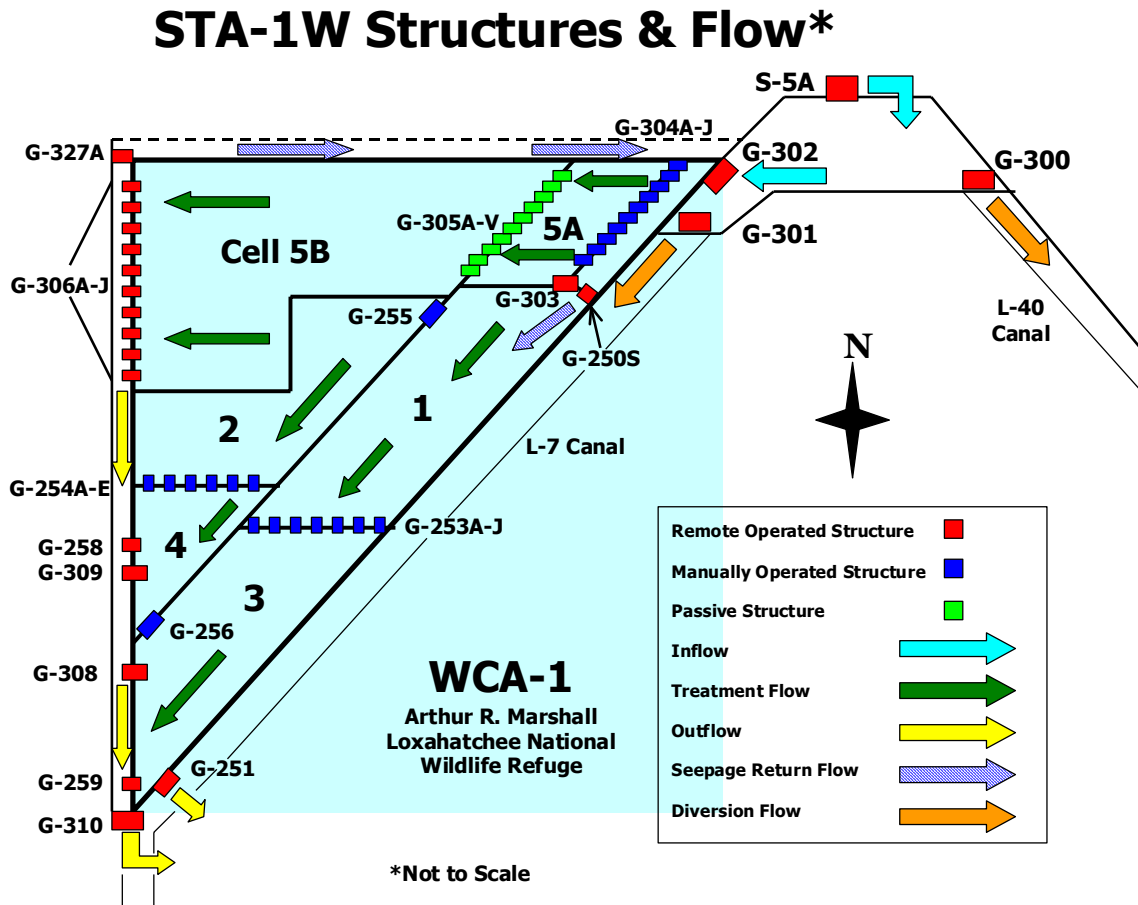 STA-1W Structures & Flow*
S-5A
G-304A-J
G-327A
G-302
G-300
G-305A-V
5A
G-301
Cell 5B
G-306A-J
G-303
G-255
L-40
Canal
G-250S
N
1
2
L-7 Canal
G-254A-E
G-253A-J
G-258
4
G-309
3
G-256
G-308
WCA-1
Arthur R. Marshall
Loxahatchee National
Wildlife Refuge
G-251
G-259
G-310
*Not to Scale
Remote Operated Structure
Manually Operated Structure
Passive Structure
Inflow
Treatment Flow
Outflow
Seepage Return Flow
Diversion Flow